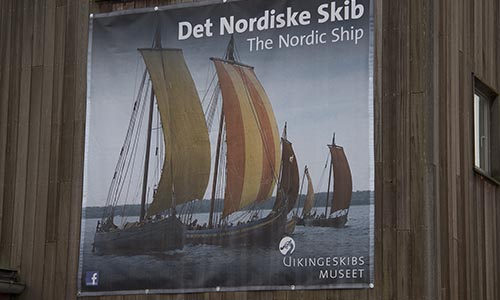 Det Nordiske Skib
The Nordic Ship
VIKINGESKIBS
MUSEET
f